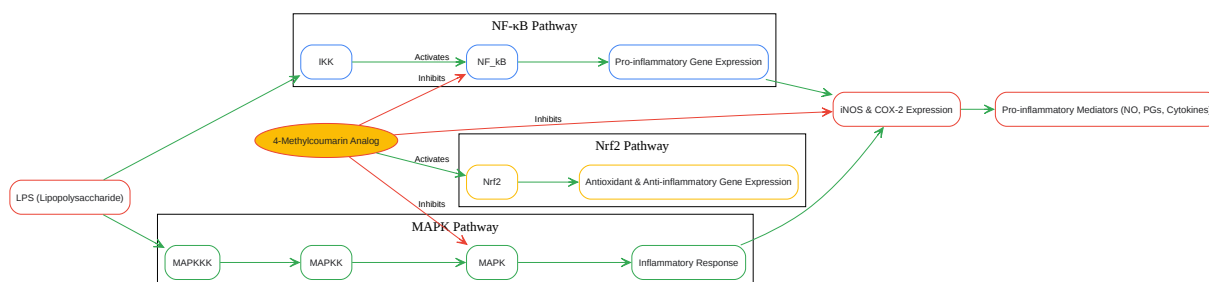 NF-κB Pathway
IKK
Activates
NF_kB
Pro-inflammatory Gene Expression
Inhibits
iNOS & COX-2 Expression
Pro-inflammatory Mediators (NO, PGs, Cytokines)
Inhibits
4-Methylcoumarin Analog
Nrf2 Pathway
Activates
Nrf2
Antioxidant & Anti-inflammatory Gene Expression
LPS (Lipopolysaccharide)
Inhibits
MAPK Pathway
MAPKKK
MAPKK
MAPK
Inflammatory Response